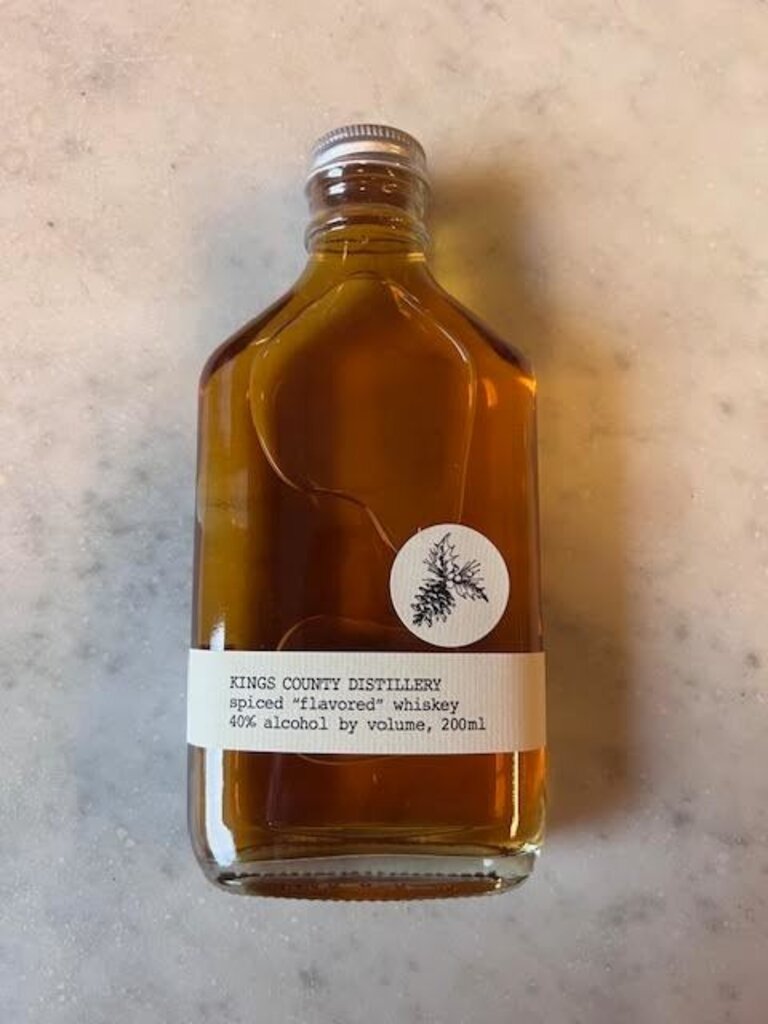 KINGS COUNTY DISTILLERY
spiced “flavored” whiskey
40% alcohol by volume, 200ml